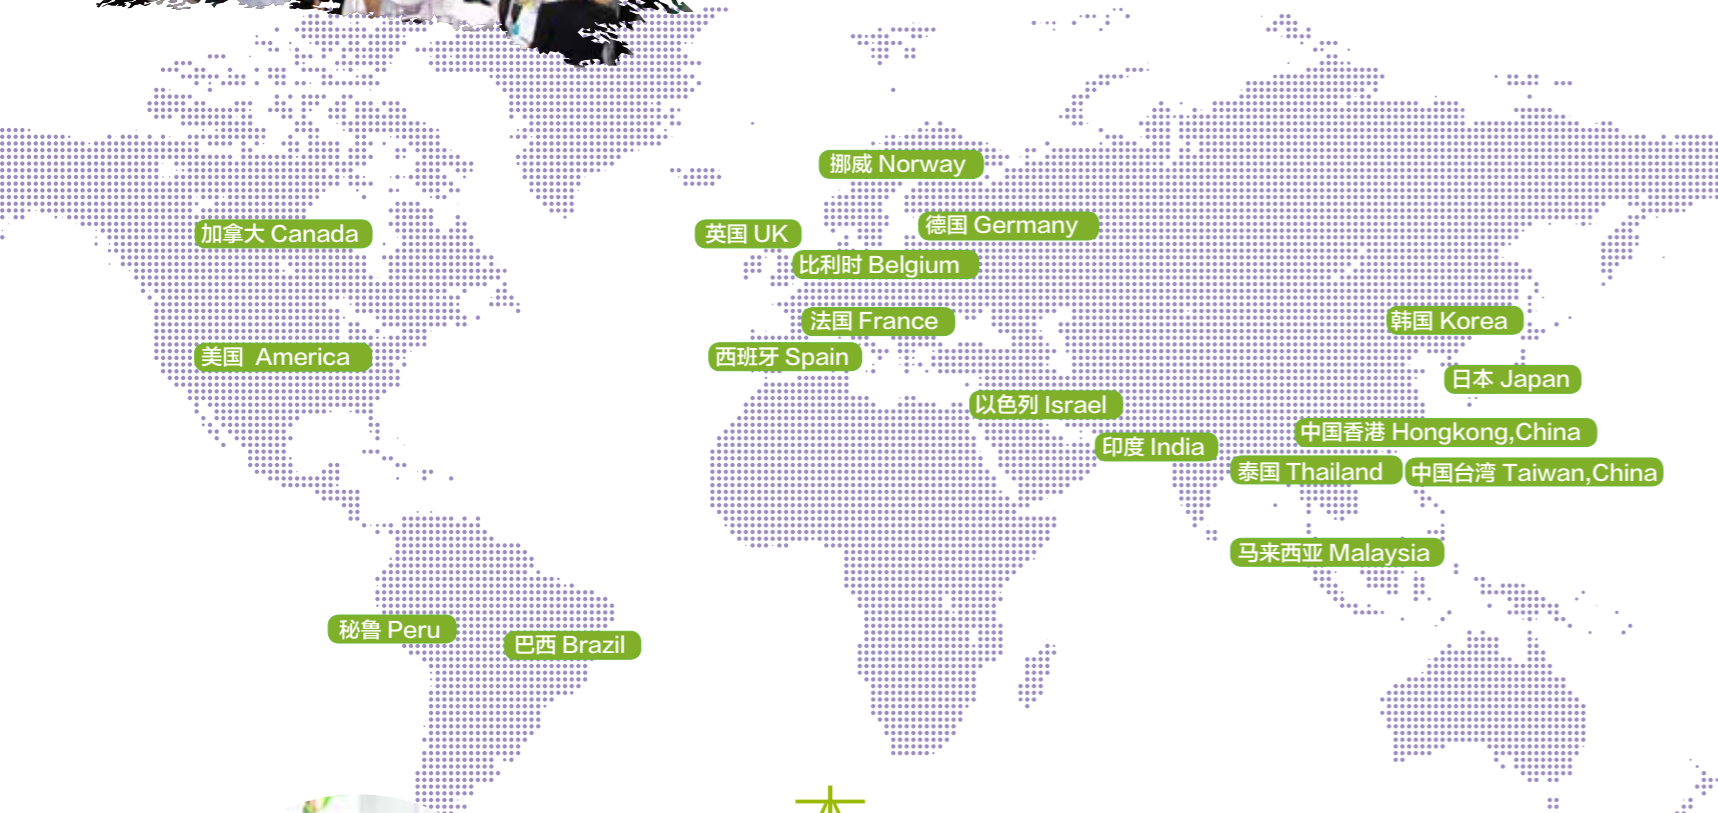 挪威 Norway
加拿大 Canada
英国 UK
德国 Germany
比利时 Belgium
法国 France
韩国 Korea
美国 America
西班牙 Spain
日本 Japan
以色列 Israel
中国香港 Hongkong,China
印度 India
泰国 Thailand
中国台湾 Taiwan,China
马来西亚 Malaysia
秘鲁 Peru
巴西 Brazil